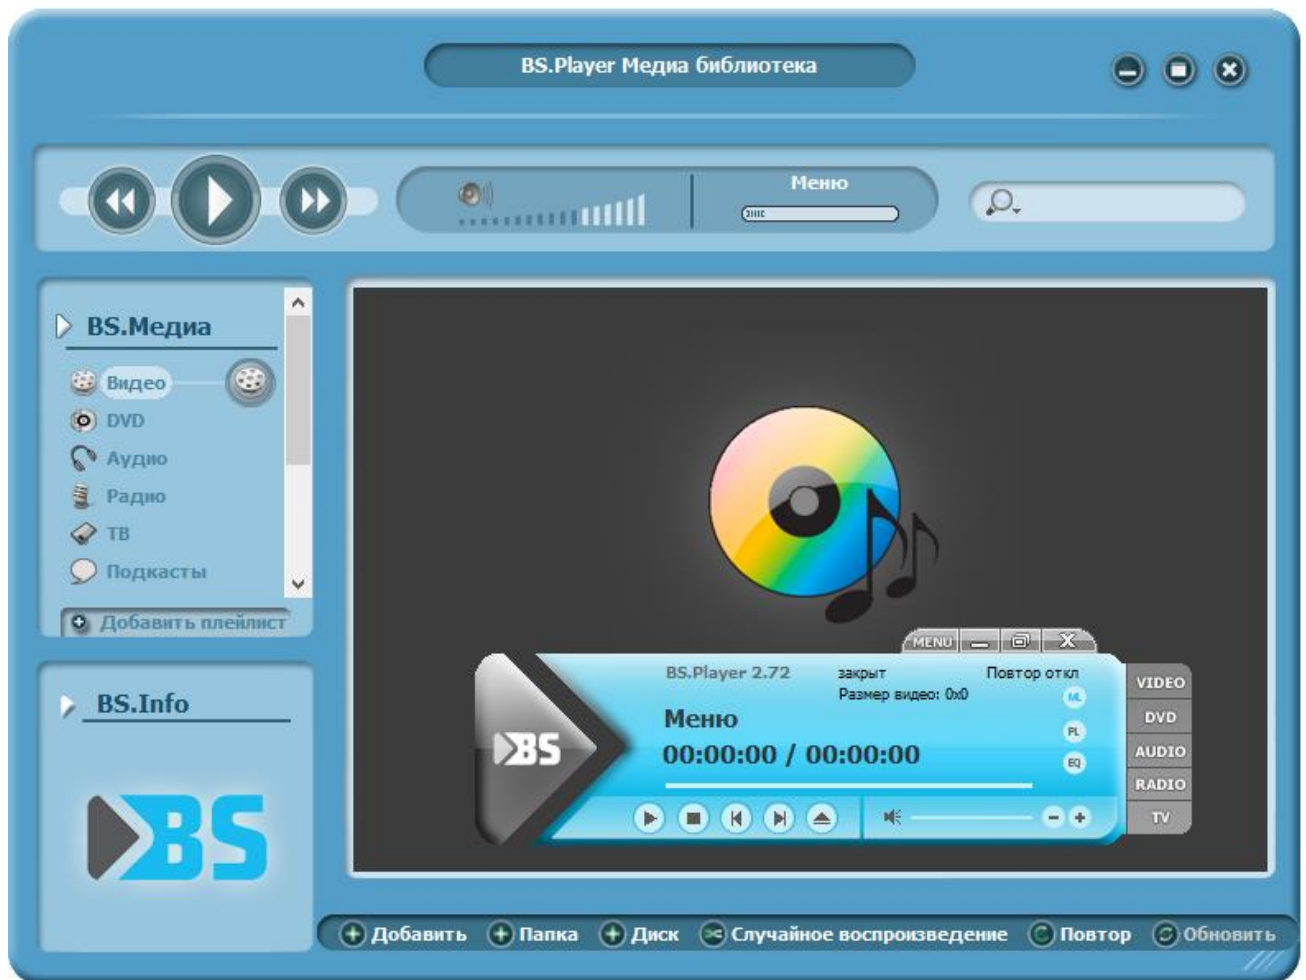 BS.Player Медиа библиотека
Меню
BS.Медиа
Видео
DVD
Аудио
Радио
ТВ
Подкасты
Добавить плейлист
BS.Info
BS
MENU
BS.Player 2.72 закрыт Повтор откл
Размер видео: 0x0
ML
Меню
PL
00:00:00 / 00:00:00
EQ
BS
VIDEO
DVD
AUDIO
RADIO
TV
Добавить Папка Диск Случайное воспроизведение Повтор Обновить